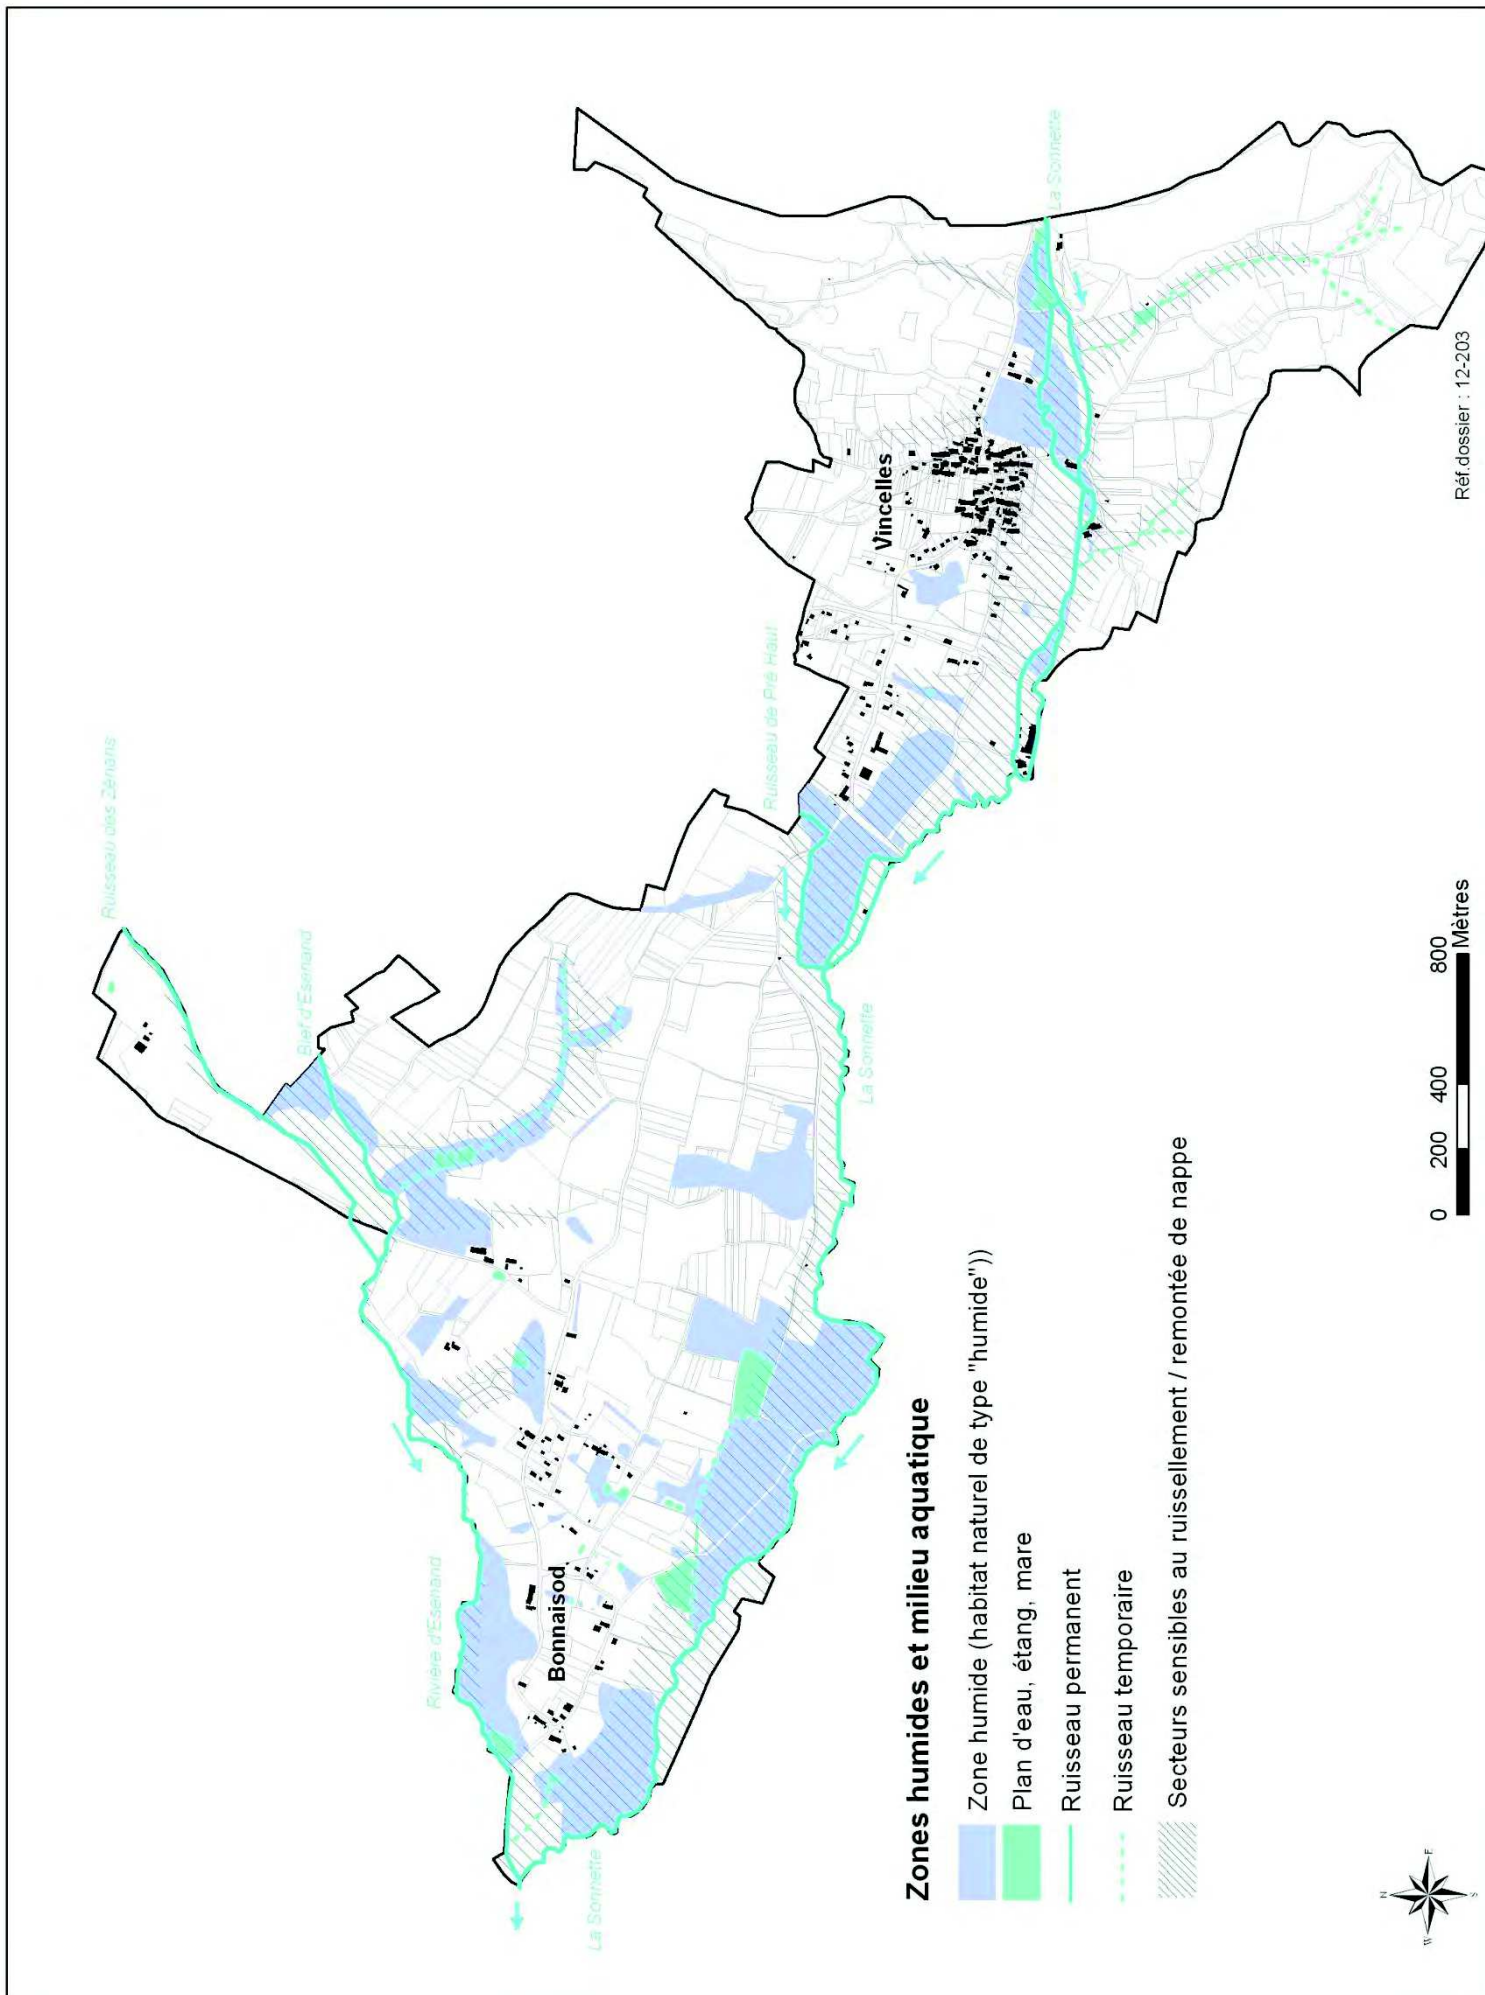 Ruisseau des Zénans
Bief d'Esenand
Rivière d'Esenand
Bonnaisod
La Sonnette
La Sonnette
Ruisseau de Pré Haut
Vincelles
La Sonnette
Zones humides et milieu aquatique
Zone humide (habitat naturel de type "humide"))
Plan d'eau, étang, mare
Ruisseau permanent
Ruisseau temporaire
Secteurs sensibles au ruissellement / remontée de nappe
N
W
E
S
0 200 400 800
Mètres
Réf.dossier : 12-203